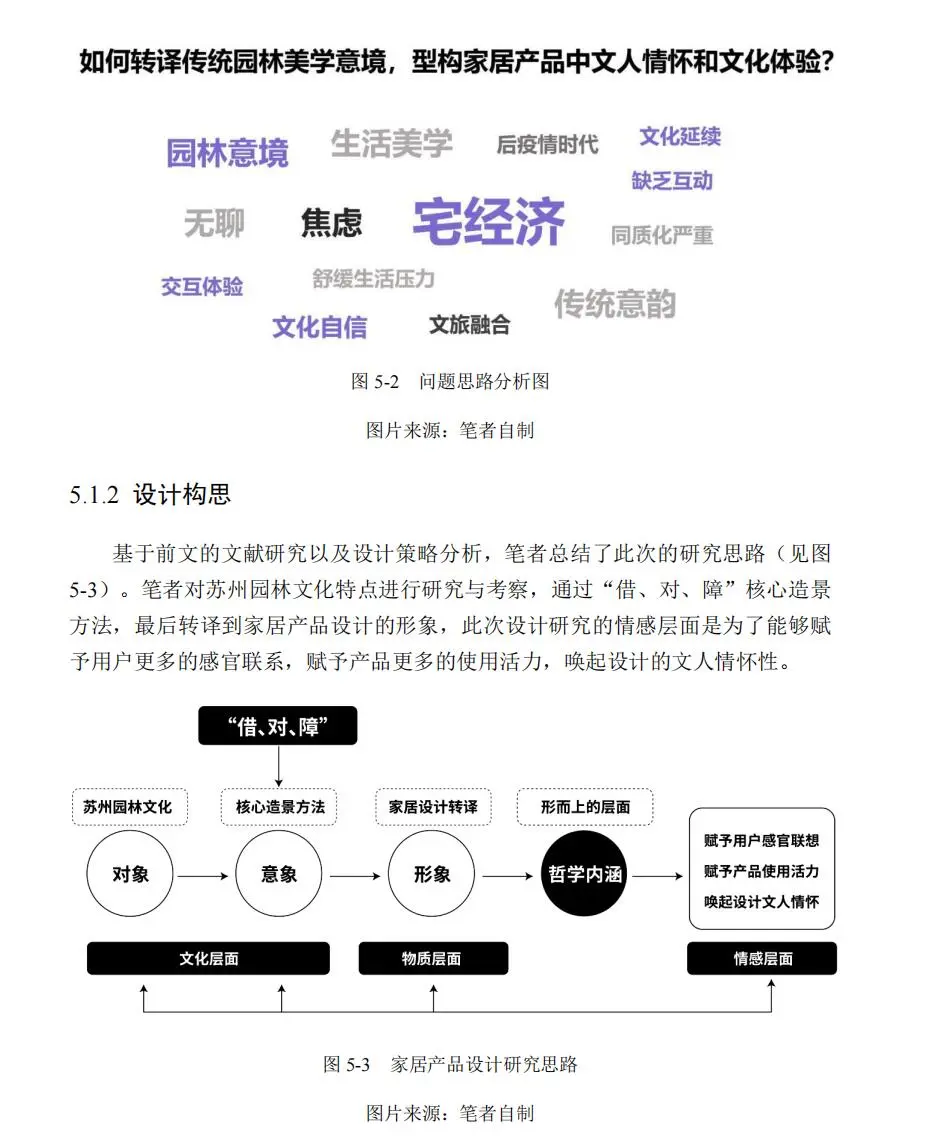 如何转译传统园林美学意境，型构家居产品中文人情怀和文化体验？
园林意境 生活美学 后疫情时代 文化延续
缺乏互动
无聊 焦虑 宅经济 同质化严重
交互体验 舒缓生活压力 传统意韵
文化自信 文旅融合
图 5-2 问题思路分析图
图片来源：笔者自制
5.1.2 设计构思
基于前文的文献研究以及设计策略分析，笔者总结了此次的研究思路（见图
5-3）。笔者对苏州园林文化特点进行研究与考察，通过“借、对、障”核心造景
方法，最后转译到家居产品设计的形象，此次设计研究的情感层面是为了能够赋
予用户更多的感官联系，赋予产品更多的使用活力，唤起设计的文人情怀性。
“借、对、障”
苏州园林文化 核心造景方法 家居设计转译 形而上的层面
对象 意象 形象 哲学内涵
赋予用户感官联想
赋予产品使用活力
唤起设计文人情怀
文化层面 物质层面 情感层面
图 5-3 家居产品设计研究思路
图片来源：笔者自制